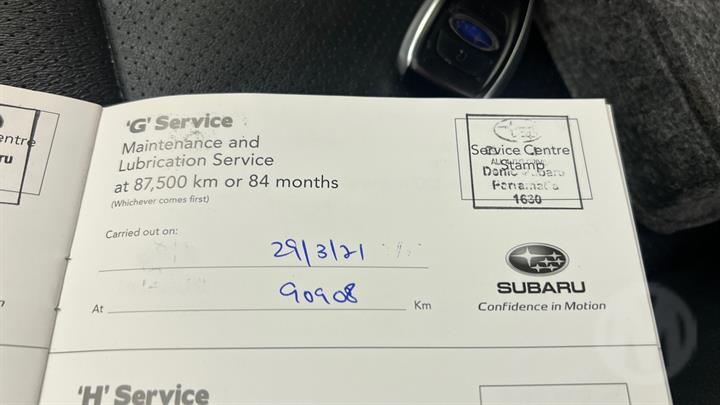 'G' Service
Maintenance and
Lubrication Service
at 87,500 km or 84 months
(Whichever comes first)
Carried out on:
29/3/21
At 90908 Km
Service Centre
Stamp
1630
SUBARU
Confidence in Motion
'H' Service
entre
ru